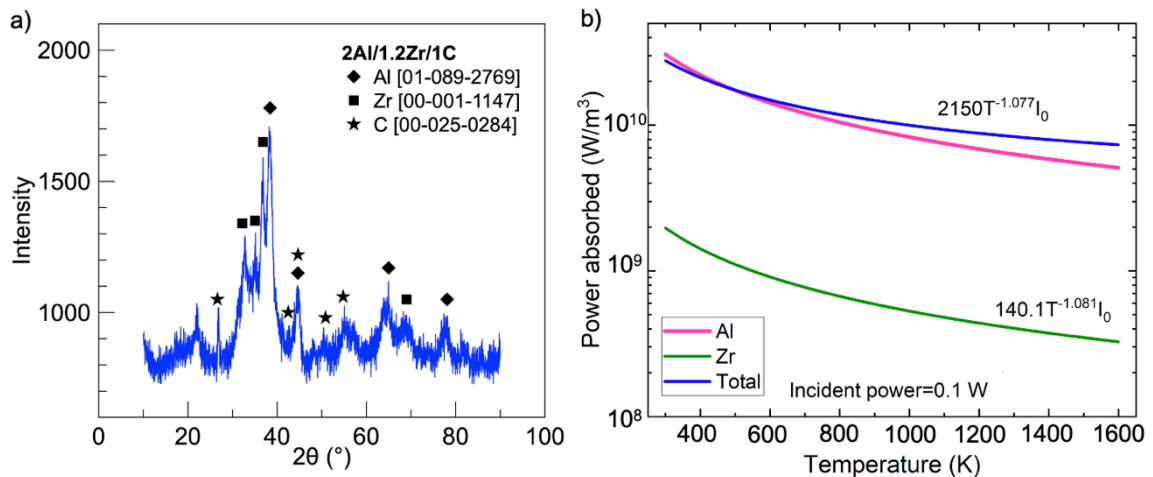 a)
2000
1500
1000
Intensity
0
20
40
60
80
100
2θ (°)
2Al/1.2Zr/1C
Al [01-089-2769]
Zr [00-001-1147]
C [00-025-0284]
b)
10¹⁰
10⁹
10⁸
Power absorbed (W/m³)
2150T⁻¹·⁰⁷⁷I₀
140.1T⁻¹·⁰⁸¹I₀
Al
Zr
Total
Incident power=0.1 W
400
600
800
1000
1200
1400
1600
Temperature (K)